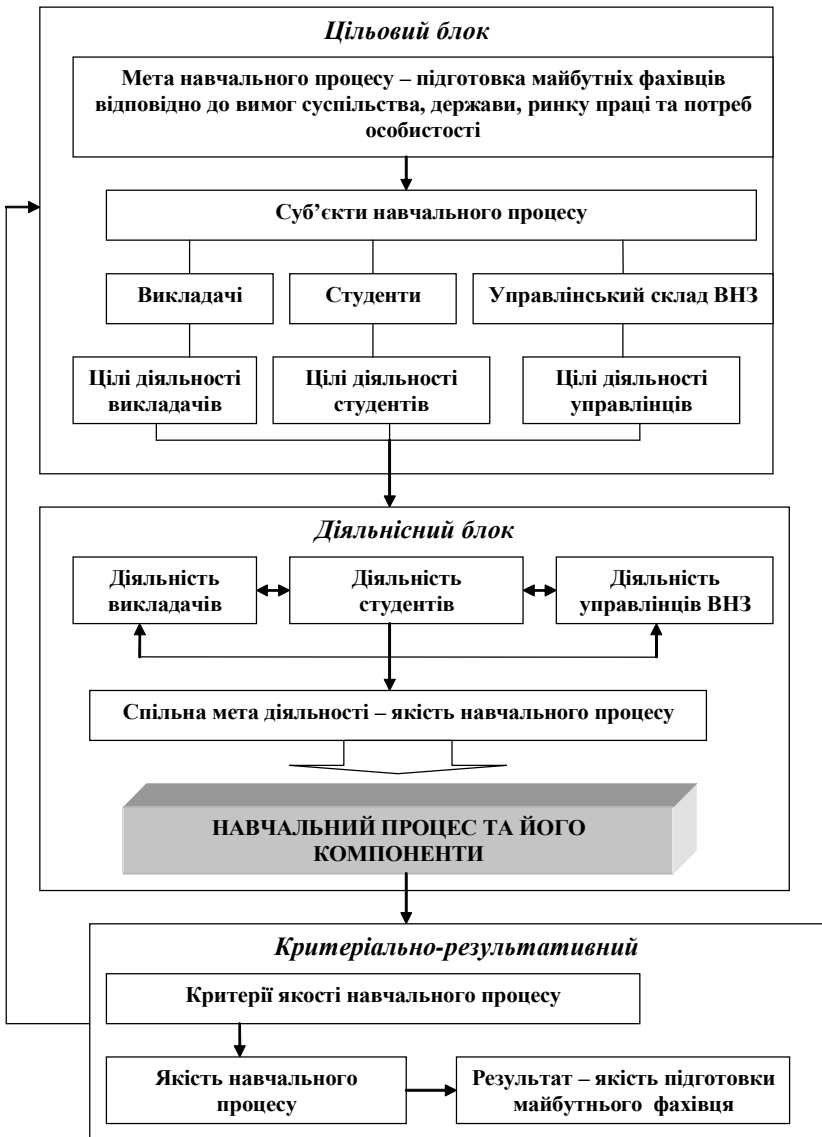 Цільовий блок
Мета навчального процесу – підготовка майбутніх фахівців
відповідно до вимог суспільства, держави, ринку праці та потреб
особистості
Суб’єкти навчального процесу
Викладачі
Студенти
Управлінський склад ВНЗ
Цілі діяльності
викладачів
Цілі діяльності
студентів
Цілі діяльності
управлінців
Діяльнісний блок
Діяльність
викладачів
Діяльність
студентів
Діяльність
управлінців ВНЗ
Спільна мета діяльності – якість навчального процесу
НАВЧАЛЬНИЙ ПРОЦЕС ТА ЙОГО
КОМПОНЕНТИ
Критеріально-результативний
Критерії якості навчального процесу
Якість навчального
процесу
Результат – якість підготовки
майбутнього фахівця